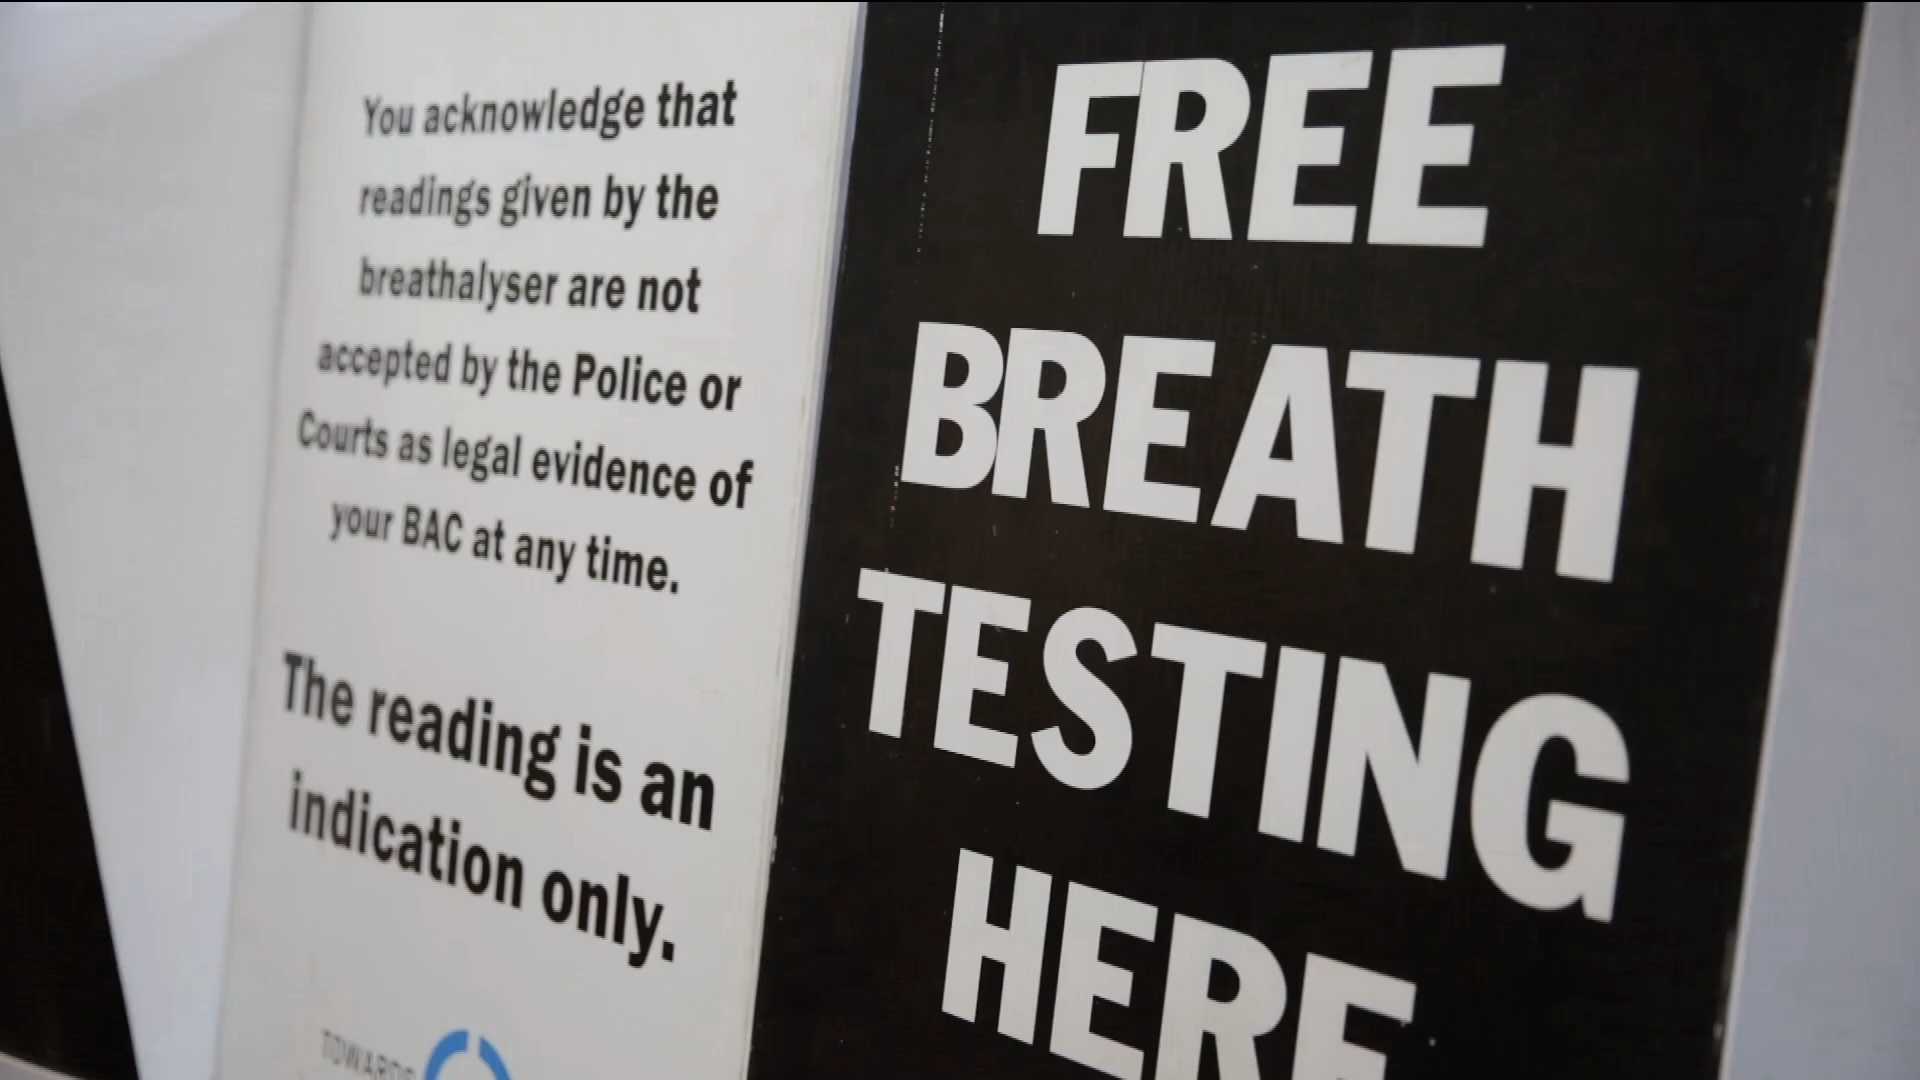 You acknowledge that
readings given by the
breathalyser are not
accepted by the Police or
Courts as legal evidence of
your BAC at any time.
The reading is an
indication only.
TOWARDS
FREE
BREATH
TESTING
HERE